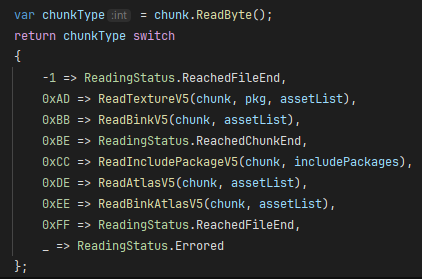 var chunkType :int = chunk.ReadByte();
return chunkType switch
{
-1 => ReadingStatus.ReachedFileEnd,
0xAD => ReadTextureV5(chunk, pkg, assetList),
0xBB => ReadBinkV5(chunk, assetList),
0xBE => ReadingStatus.ReachedChunkEnd,
0xCC => ReadIncludePackageV5(chunk, includePackages),
0xDE => ReadAtlasV5(chunk, assetList),
0xEE => ReadBinkAtlasV5(chunk, assetList),
0xFF => ReadingStatus.ReachedFileEnd,
_ => ReadingStatus.Errored
};